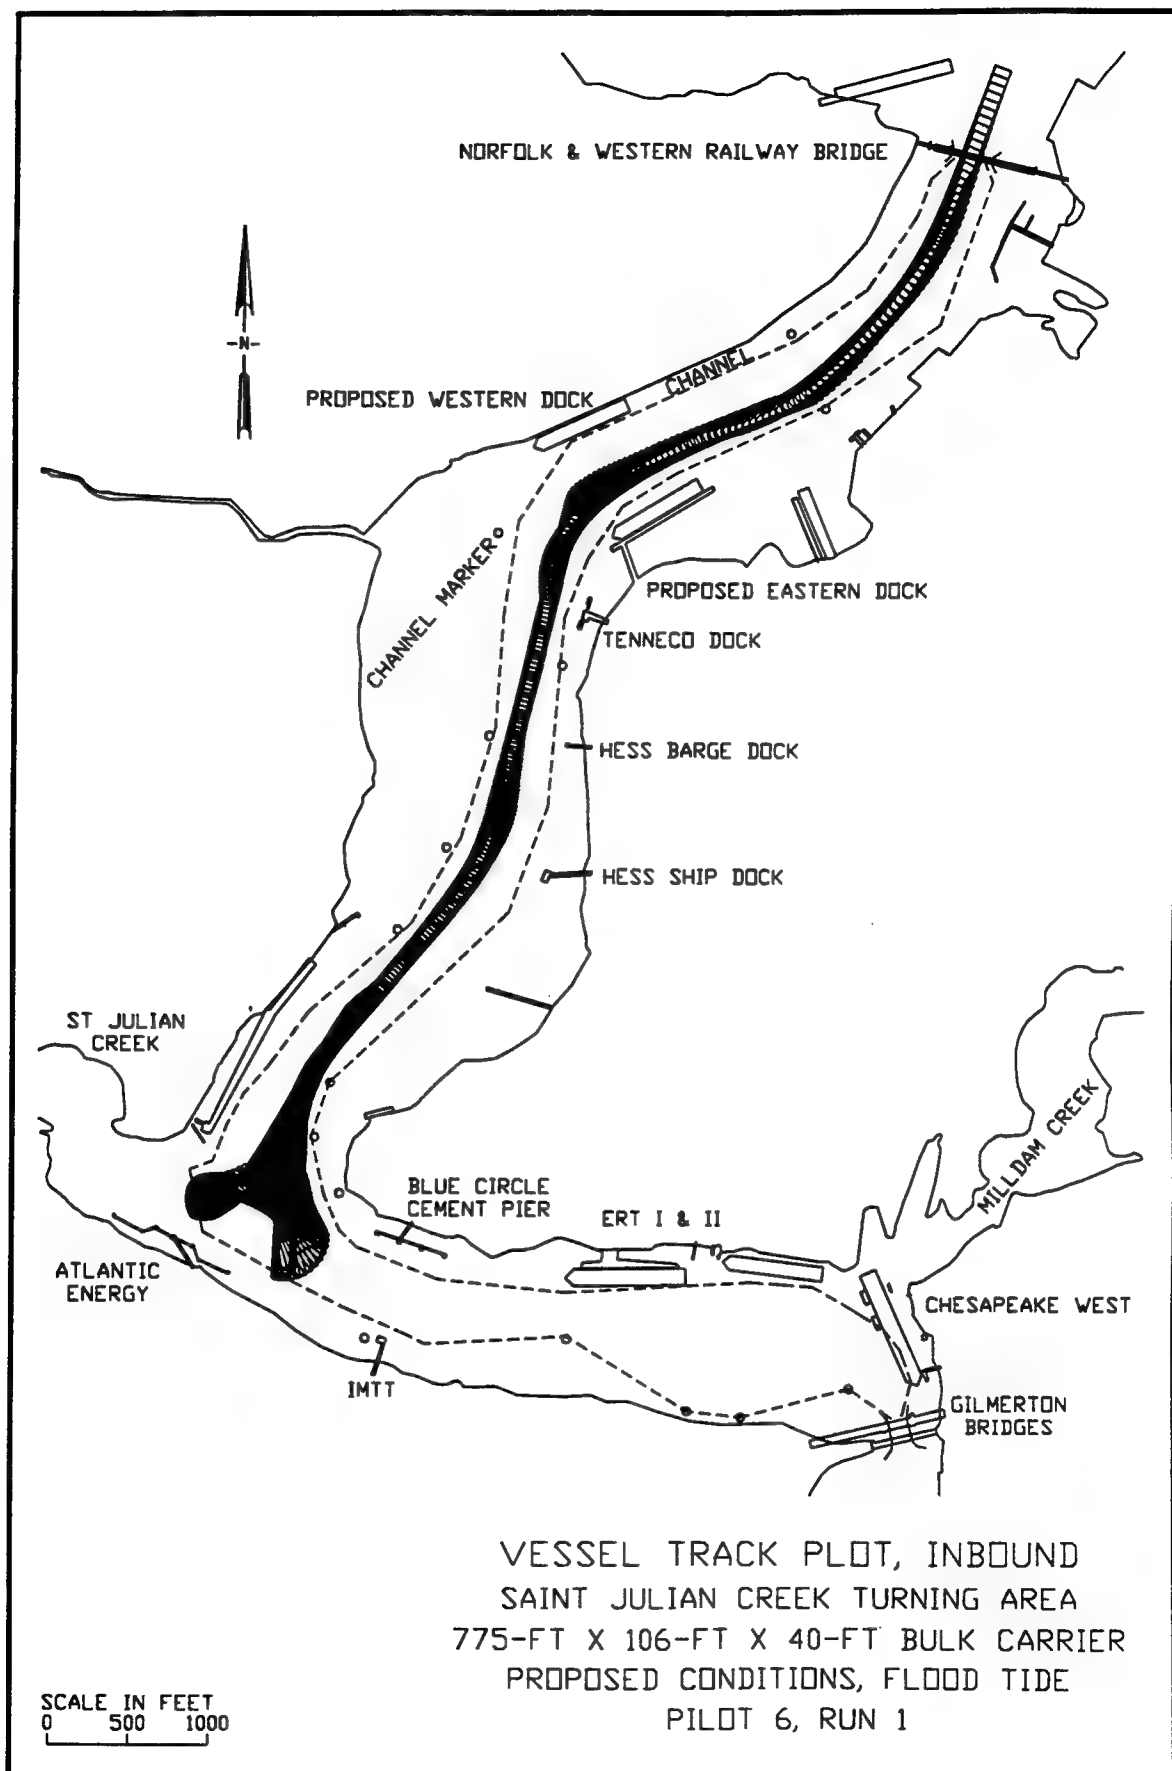 NORFOLK & WESTERN RAILWAY BRIDGE
-N-
CHANNEL
PROPOSED WESTERN DOCK
CHANNEL MARKER
PROPOSED EASTERN DOCK
TENNECO DOCK
HESS BARGE DOCK
HESS SHIP DOCK
ST JULIAN
CREEK
MILLDAM CREEK
BLUE CIRCLE
CEMENT PIER
ERT I & II
ATLANTIC
ENERGY
CHESAPEAKE WEST
IMTT
GILMERTON
BRIDGES
VESSEL TRACK PLOT, INBOUND
SAINT JULIAN CREEK TURNING AREA
775-FT X 106-FT X 40-FT BULK CARRIER
PROPOSED CONDITIONS, FLOOD TIDE
PILOT 6, RUN 1
SCALE IN FEET
0 500 1000